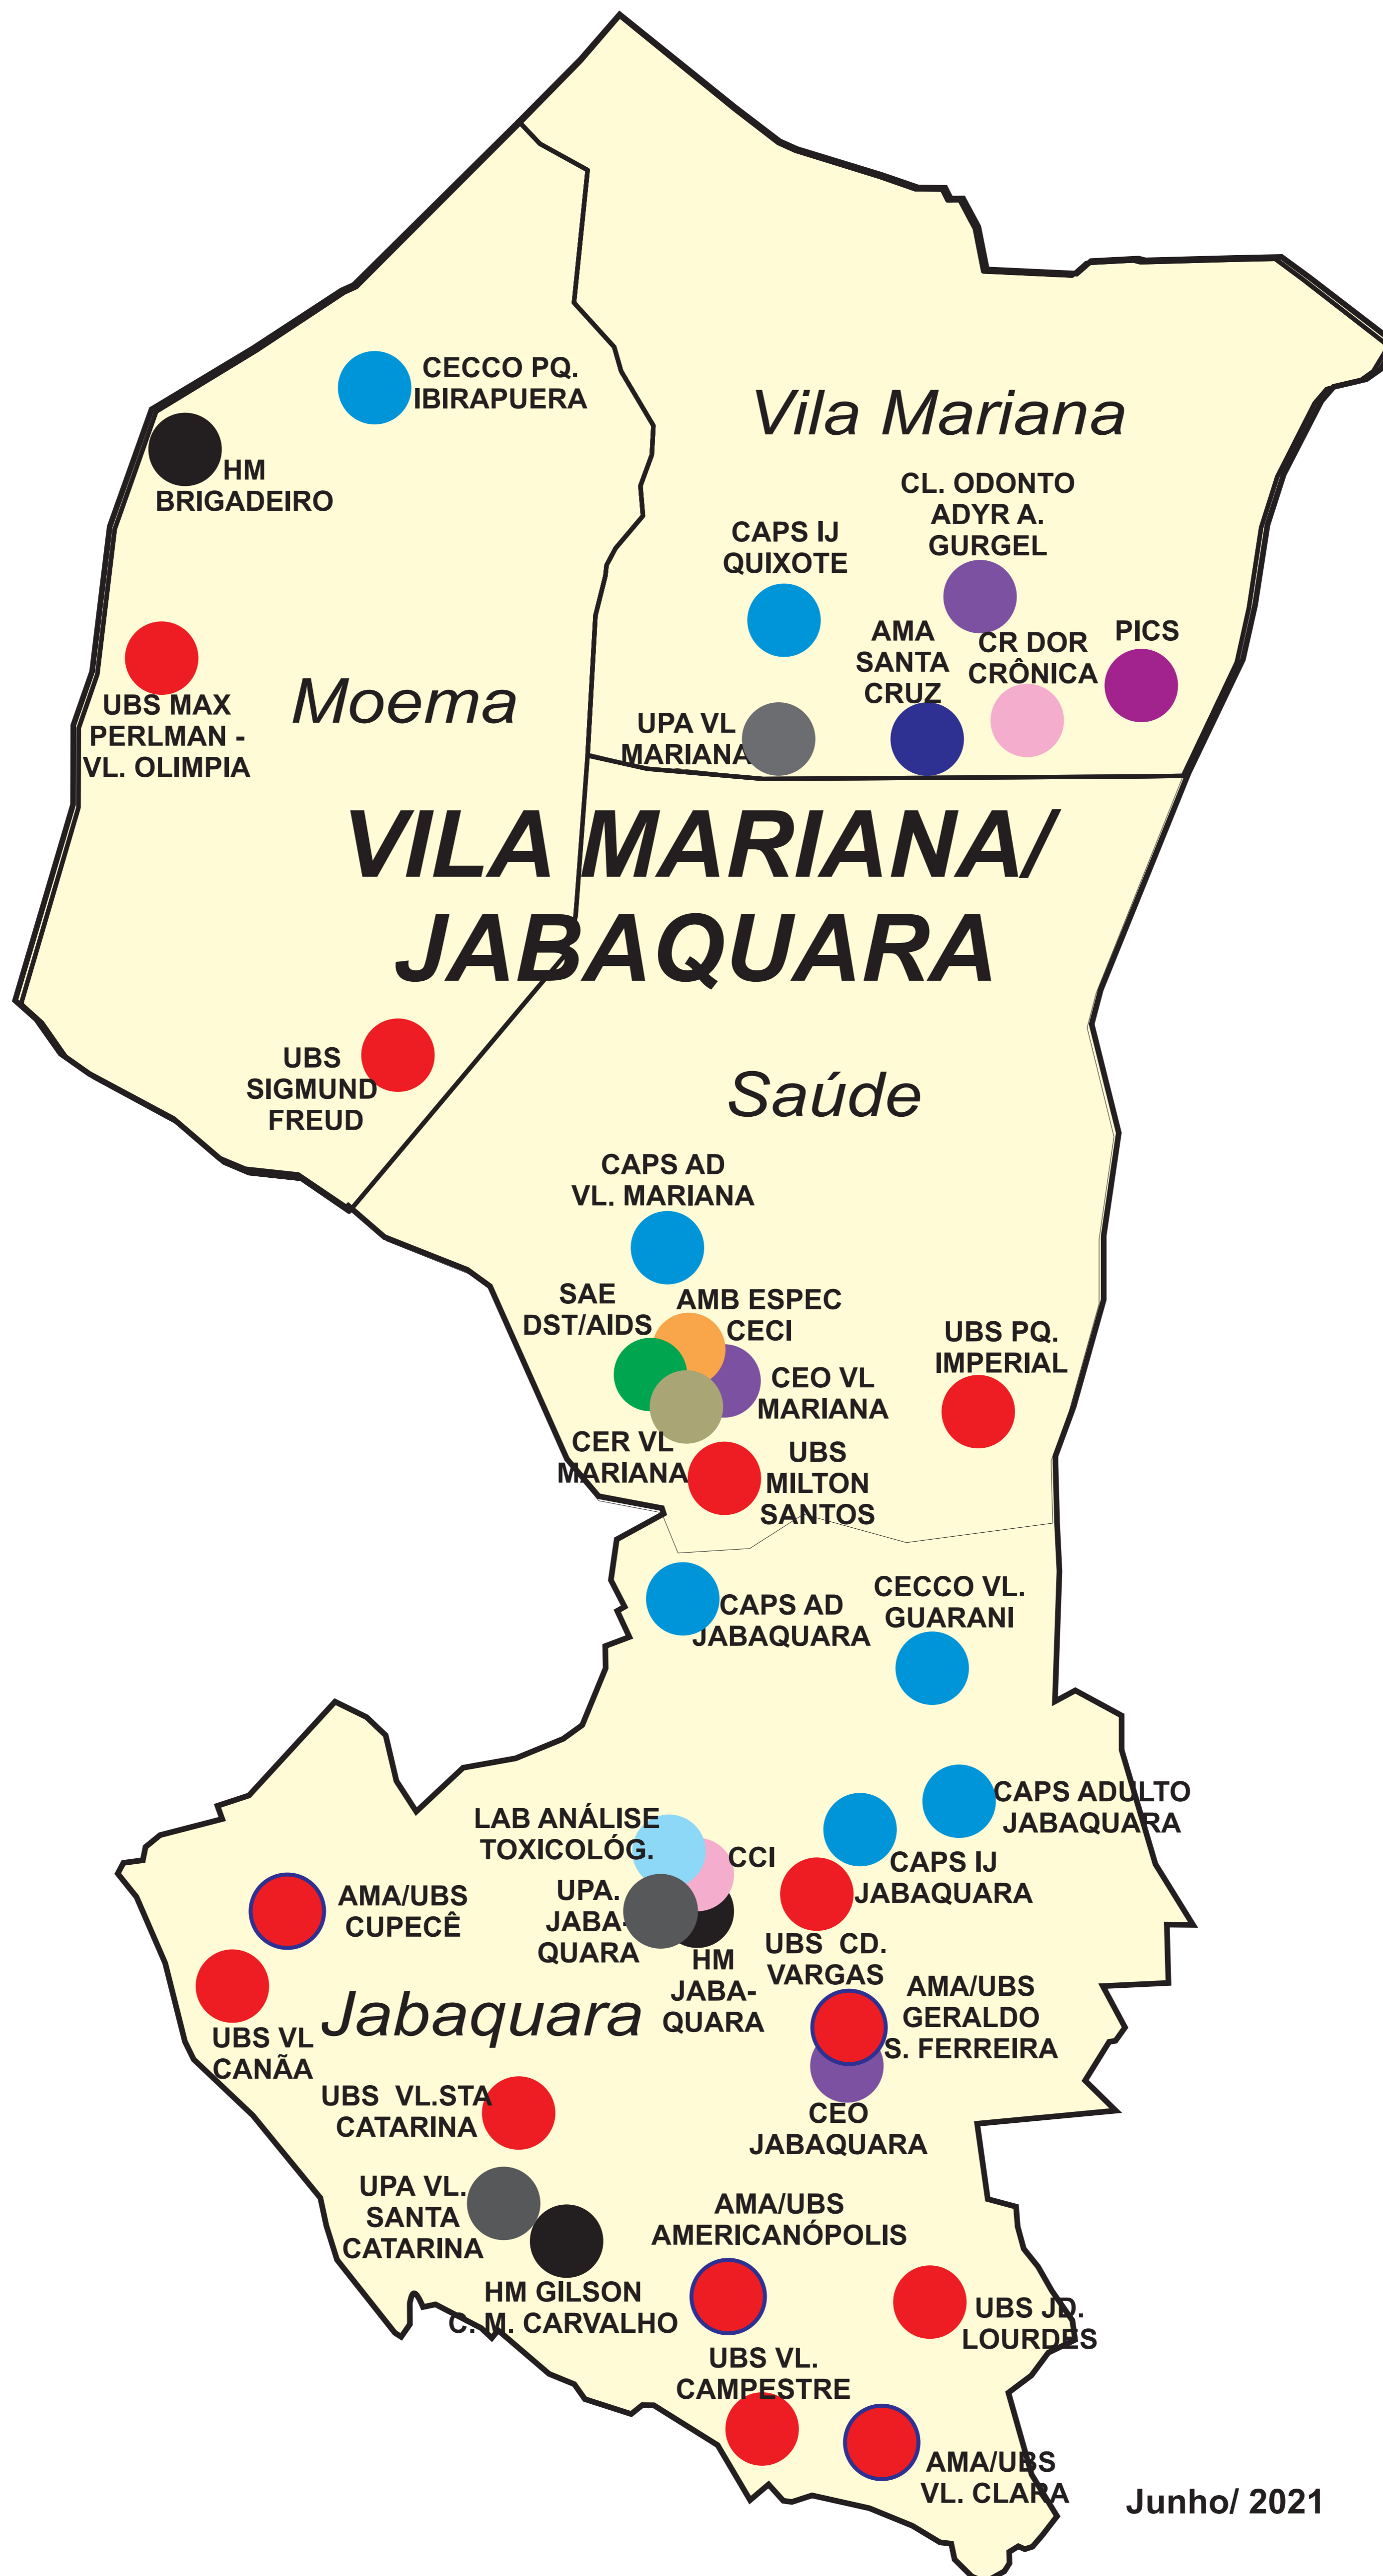 CECCO PQ.
IBIRAPUERA
HM
BRIGADEIRO
Vila Mariana
CL. ODONTO
ADYR A.
GURGEL
CAPS IJ
QUIXOTE
AMA
SANTA
CRUZ
CR DOR
CRÔNICA
PICS
UBS MAX
PERLMAN -
VL. OLIMPIA
Moema
UPA VL
MARIANA
VILA MARIANA/
JABAQUARA
UBS
SIGMUND
FREUD
Saúde
CAPS AD
VL. MARIANA
SAE
DST/AIDS
AMB ESPEC
CECI
UBS PQ.
IMPERIAL
CEO VL
MARIANA
CER VL
MARIANA
UBS
MILTON
SANTOS
CAPS AD
JABAQUARA
CECCO VL.
GUARANI
CAPS ADULTO
JABAQUARA
LAB ANÁLISE
TOXICOLÓG.
CCI
CAPS IJ
JABAQUARA
AMA/UBS
CUPECÊ
UPA.
JABA-
QUARA
HM
JABA-
QUARA
UBS  CD.
VARGAS
AMA/UBS
GERALDO
S. FERREIRA
Jabaquara
UBS VL
CANÃA
UBS  VL.STA
CATARINA
CEO
JABAQUARA
UPA VL.
SANTA
CATARINA
AMA/UBS
AMERICANÓPOLIS
HM GILSON
C. M. CARVALHO
UBS JD.
LOURDES
UBS VL.
CAMPESTRE
AMA/UBS
VL. CLARA
Junho/ 2021